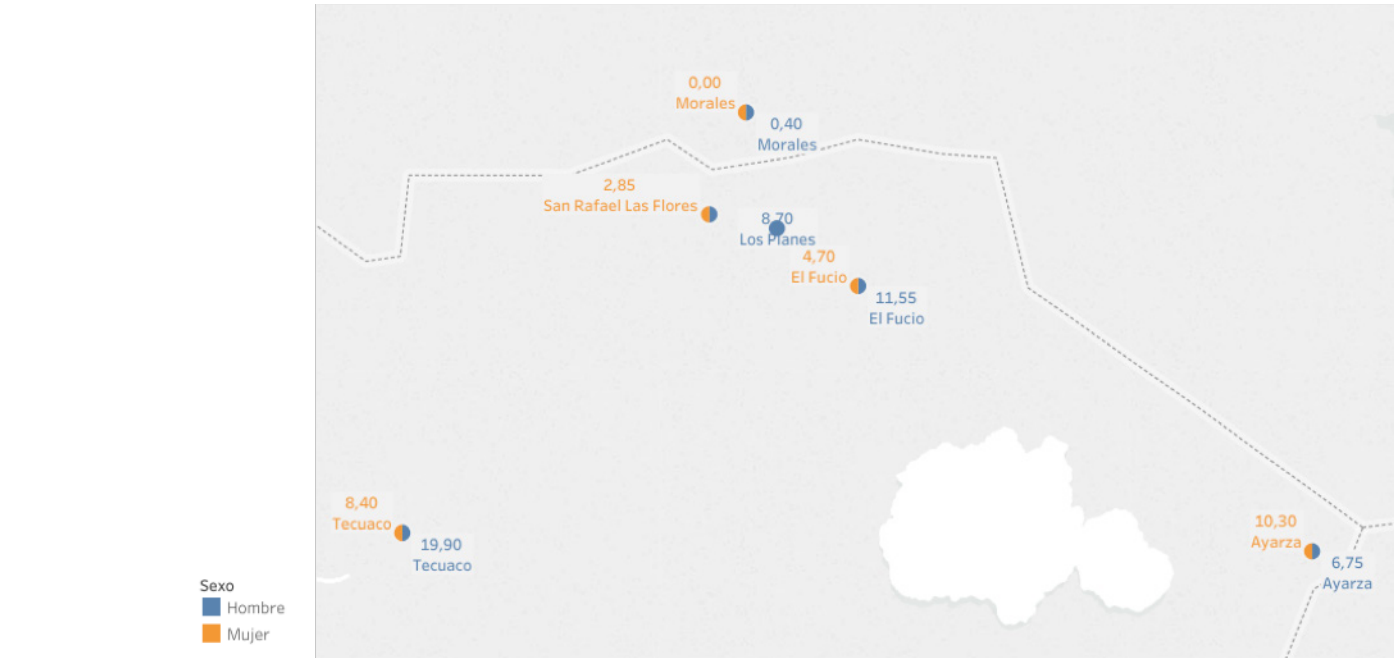 0,00
Morales
0,40
Morales
2,85
San Rafael Las Flores
8,70
Los Planes
4,70
El Fucio
11,55
El Fucio
8,40
Tecuaco
19,90
Tecuaco
10,30
Ayarza
6,75
Ayarza
Sexo
Hombre
Mujer